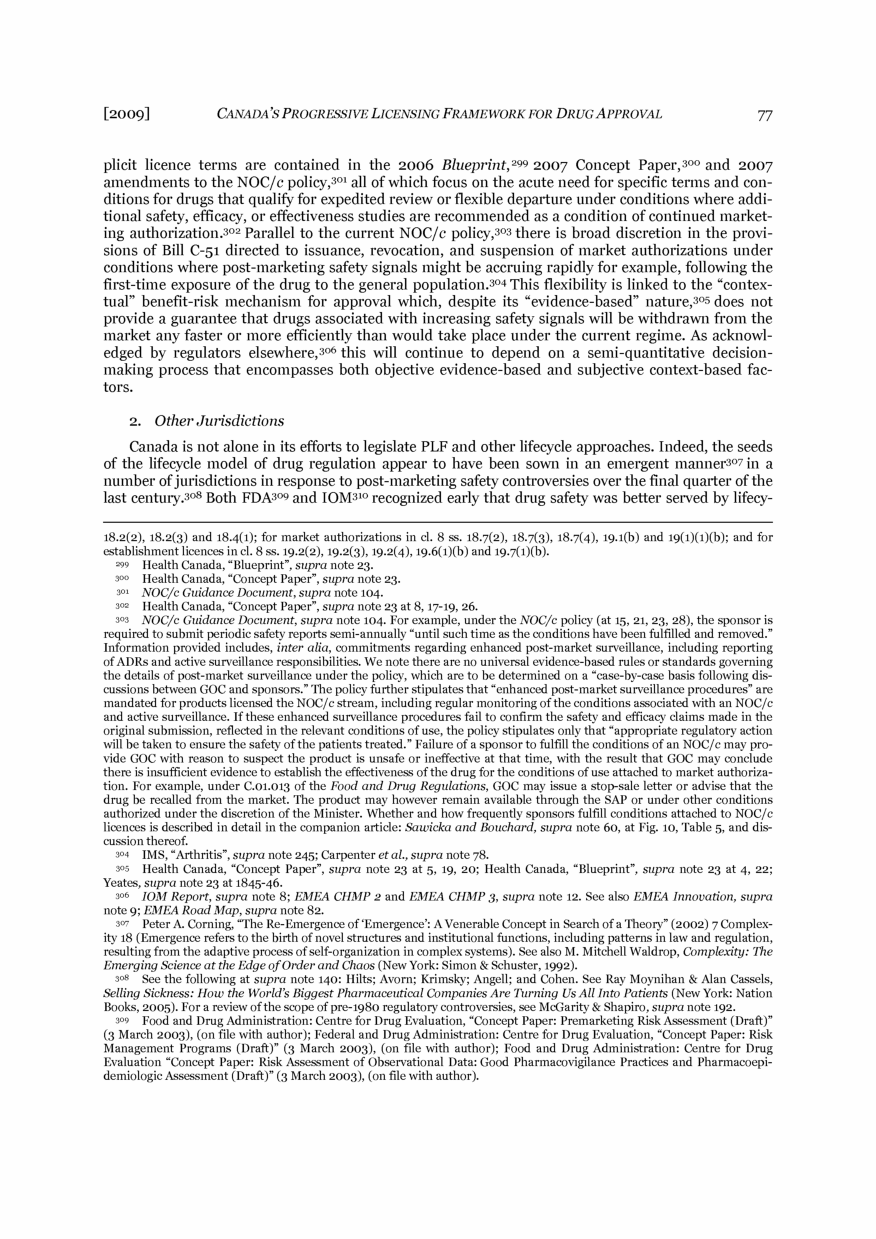 [2009] CANADA'S PROGRESSIVE LICENSING FRAMEWORK FOR DRUG APPROVAL 77
plicit licence terms are contained in the 2006 Blueprint,299 2007 Concept Paper,300 and 2007
amendments to the NOC/c policy,301 all of which focus on the acute need for specific terms and con-
ditions for drugs that qualify for expedited review or flexible departure under conditions where addi-
tional safety, efficacy, or effectiveness studies are recommended as a condition of continued market-
ing authorization.302 Parallel to the current NOC/c policy,303 there is broad discretion in the provi-
sions of Bill C-51 directed to issuance, revocation, and suspension of market authorizations under
conditions where post-marketing safety signals might be accruing rapidly for example, following the
first-time exposure of the drug to the general population.304 This flexibility is linked to the “contex-
tual” benefit-risk mechanism for approval which, despite its “evidence-based” nature,305 does not
provide a guarantee that drugs associated with increasing safety signals will be withdrawn from the
market any faster or more efficiently than would take place under the current regime. As acknowl-
edged by regulators elsewhere,306 this will continue to depend on a semi-quantitative decision-
making process that encompasses both objective evidence-based and subjective context-based fac-
tors.
2. Other Jurisdictions
Canada is not alone in its efforts to legislate PLF and other lifecycle approaches. Indeed, the seeds
of the lifecycle model of drug regulation appear to have been sown in an emergent manner307 in a
number of jurisdictions in response to post-marketing safety controversies over the final quarter of the
last century.308 Both FDA309 and IOM310 recognized early that drug safety was better served by lifecy-
18.2(2), 18.2(3) and 18.4(1); for market authorizations in cl. 8 ss. 18.7(2), 18.7(3), 18.7(4), 19.1(b) and 19(1)(1)(b); and for
establishment licences in cl. 8 ss. 19.2(2), 19.2(3), 19.2(4), 19.6(1)(b) and 19.7(1)(b).
299 Health Canada, “Blueprint”, supra note 23.
300 Health Canada, “Concept Paper”, supra note 23.
301 NOC/c Guidance Document, supra note 104.
302 Health Canada, “Concept Paper”, supra note 23 at 8, 17-19, 26.
303 NOC/c Guidance Document, supra note 104. For example, under the NOC/c policy (at 15, 21, 23, 28), the sponsor is
required to submit periodic safety reports semi-annually “until such time as the conditions have been fulfilled and removed.”
Information provided includes, inter alia, commitments regarding enhanced post-market surveillance, including reporting
of ADRs and active surveillance responsibilities. We note there are no universal evidence-based rules or standards governing
the details of post-market surveillance under the policy, which are to be determined on a “case-by-case basis following dis-
cussions between GOC and sponsors.” The policy further stipulates that “enhanced post-market surveillance procedures” are
mandated for products licensed the NOC/c stream, including regular monitoring of the conditions associated with an NOC/c
and active surveillance. If these enhanced surveillance procedures fail to confirm the safety and efficacy claims made in the
original submission, reflected in the relevant conditions of use, the policy stipulates only that “appropriate regulatory action
will be taken to ensure the safety of the patients treated.” Failure of a sponsor to fulfill the conditions of an NOC/c may pro-
vide GOC with reason to suspect the product is unsafe or ineffective at that time, with the result that GOC may conclude
there is insufficient evidence to establish the effectiveness of the drug for the conditions of use attached to market authoriza-
tion. For example, under C.01.013 of the Food and Drug Regulations, GOC may issue a stop-sale letter or advise that the
drug be recalled from the market. The product may however remain available through the SAP or under other conditions
authorized under the discretion of the Minister. Whether and how frequently sponsors fulfill conditions attached to NOC/c
licences is described in detail in the companion article: Sawicka and Bouchard, supra note 60, at Fig. 10, Table 5, and dis-
cussion thereof.
304 IMS, “Arthritis”, supra note 245; Carpenter et al., supra note 78.
305 Health Canada, “Concept Paper”, supra note 23 at 5, 19, 20; Health Canada, “Blueprint”, supra note 23 at 4, 22;
Yeates, supra note 23 at 1845-46.
306 IOM Report, supra note 8; EMEA CHMP 2 and EMEA CHMP 3, supra note 12. See also EMEA Innovation, supra
note 9; EMEA Road Map, supra note 82.
307 Peter A. Corning, “The Re-Emergence of ‘Emergence’: A Venerable Concept in Search of a Theory” (2002) 7 Complex-
ity 18 (Emergence refers to the birth of novel structures and institutional functions, including patterns in law and regulation,
resulting from the adaptive process of self-organization in complex systems). See also M. Mitchell Waldrop, Complexity: The
Emerging Science at the Edge of Order and Chaos (New York: Simon & Schuster, 1992).
308 See the following at supra note 140: Hilts; Avorn; Krimsky; Angell; and Cohen. See Ray Moynihan & Alan Cassels,
Selling Sickness: How the World's Biggest Pharmaceutical Companies Are Turning Us All Into Patients (New York: Nation
Books, 2005). For a review of the scope of pre-1980 regulatory controversies, see McGarity & Shapiro, supra note 192.
309 Food and Drug Administration: Centre for Drug Evaluation, “Concept Paper: Premarketing Risk Assessment (Draft)”
(3 March 2003), (on file with author); Federal and Drug Administration: Centre for Drug Evaluation, “Concept Paper: Risk
Management Programs (Draft)” (3 March 2003), (on file with author); Food and Drug Administration: Centre for Drug
Evaluation “Concept Paper: Risk Assessment of Observational Data: Good Pharmacovigilance Practices and Pharmacoepi-
demiologic Assessment (Draft)” (3 March 2003), (on file with author).